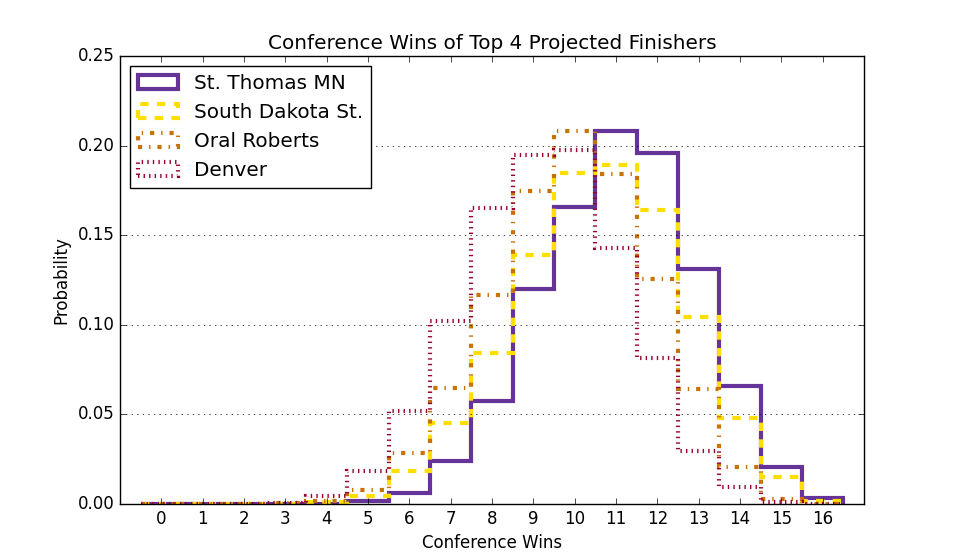 Conference Wins of Top 4 Projected Finishers
0.25
0.20
0.15
0.10
0.05
0.00
Probability
St. Thomas MN
South Dakota St.
Oral Roberts
Denver
0 1 2 3 4 5 6 7 8 9 10 11 12 13 14 15 16
Conference Wins